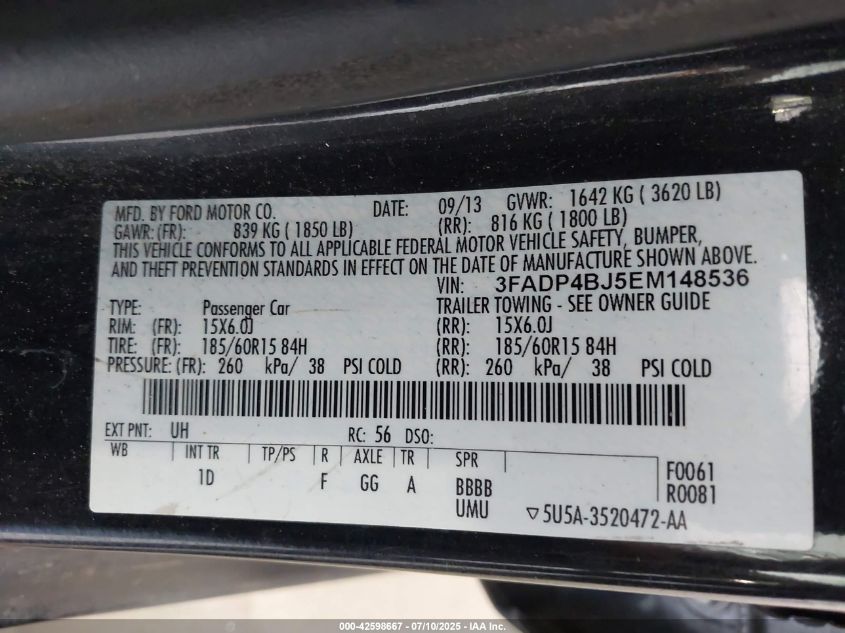 MFD. BY FORD MOTOR CO. DATE: 09/13 GVWR: 1642 KG ( 3620 LB)
GAWR: (FR): 839 KG ( 1850 LB) (RR): 816 KG ( 1800 LB)
THIS VEHICLE CONFORMS TO ALL APPLICABLE FEDERAL MOTOR VEHICLE SAFETY, BUMPER,
AND THEFT PREVENTION STANDARDS IN EFFECT ON THE DATE OF MANUFACTURE SHOWN ABOVE.
VIN: 3FADP4BJ5EM148536
TYPE: Passenger Car TRAILER TOWING - SEE OWNER GUIDE
RIM: (FR): 15X6.0J (RR): 15X6.0J
TIRE: (FR): 185/60R15 84H (RR): 185/60R15 84H
PRESSURE: (FR): 260 kPa/ 38 PSI COLD (RR): 260 kPa/ 38 PSI COLD
EXT PNT: UH RC: 56 DSO:
WB INT TR TP/PS R AXLE TR SPR F0061
1D F GG A BBBB R0081
UMU ▽5U5A-3520472-AA
000-42598667 - 07/10/2025 - IAA Inc.